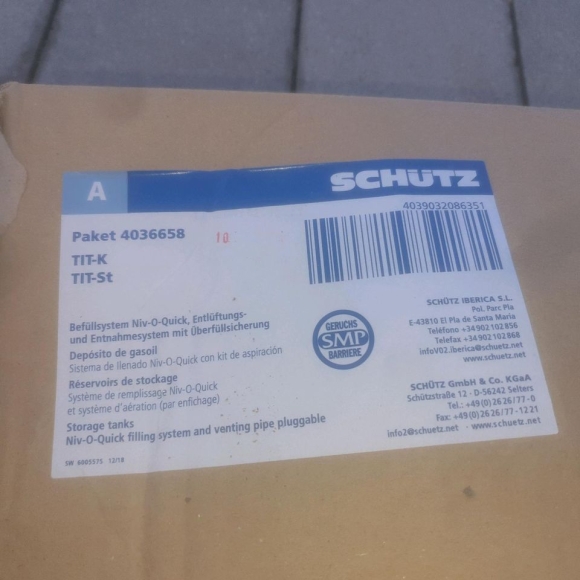 A
SCHÜTZ
4039032086351
Paket 4036658
10
TIT-K
TIT-St
Befüllsystem Niv-O-Quick, Entlüftungs-
und Entnahmesystem mit Überfüllsicherung
Depósito de gasoil
Sistema de llenado Niv-O-Quick con kit de aspiración
Réservoirs de stockage
Système de remplissage Niv-O-Quick
et système d'aération (par enfichage)
Storage tanks
Niv-O-Quick filling system and venting pipe pluggable
SW 6005575 12/18
GERUCHS
SMP
BARRIERE
SCHÜTZ IBERICA S.L.
Pol. Parc Pla
E-43810 El Pla de Santa Maria
Teléfono +34 902 102 856
Telefax +34 902 102 868
infoV02.iberica@schuetz.net
www.schuetz.net
SCHÜTZ GmbH & Co. KGaA
Schützstraße 12 · D-56242 Selters
Tel.: +49 (0) 26 26 / 77-0
Fax: +49 (0) 26 26 / 77-12 21
info2@schuetz.net · www.schuetz.net